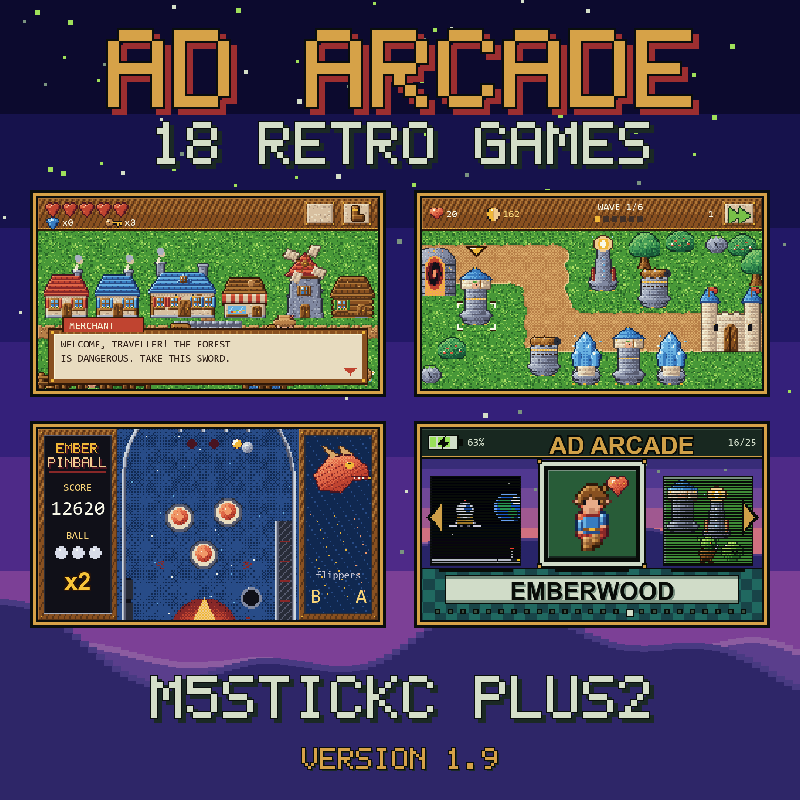 AD ARCADE
18 RETRO GAMES
x0 x0
MERCHANT
WELCOME, TRAVELLER! THE FOREST
IS DANGEROUS. TAKE THIS SWORD.
20 162 WAVE 1/6 1
EMBER
PINBALL
SCORE
12620
BALL
x2
flippers
B A
63% AD ARCADE 16/25
EMBERWOOD
M5STICKC PLUS2
VERSION 1.9